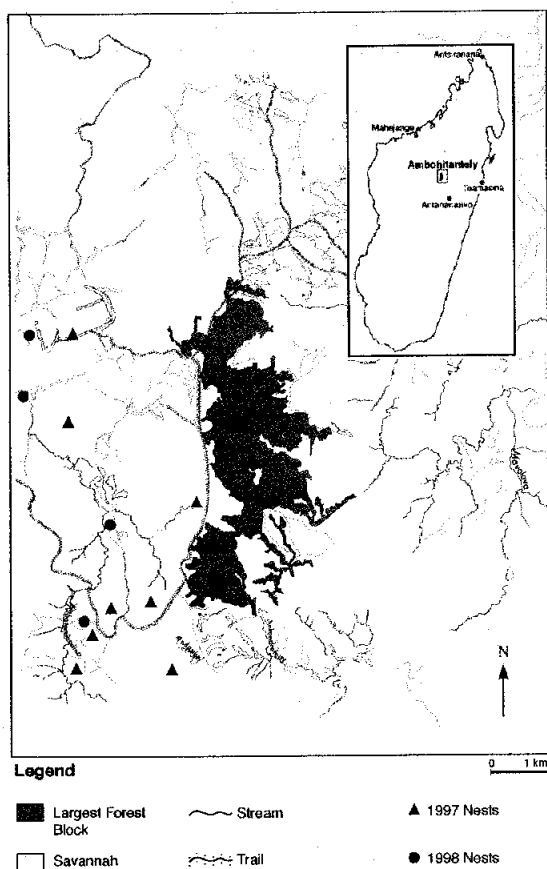 Antsiranana
Mahajanga
Ambohitantely
Toamasina
Antananarivo
N
0 1 km
Legend
Largest Forest
Block
Stream
1997 Nests
Savannah
Trail
1998 Nests